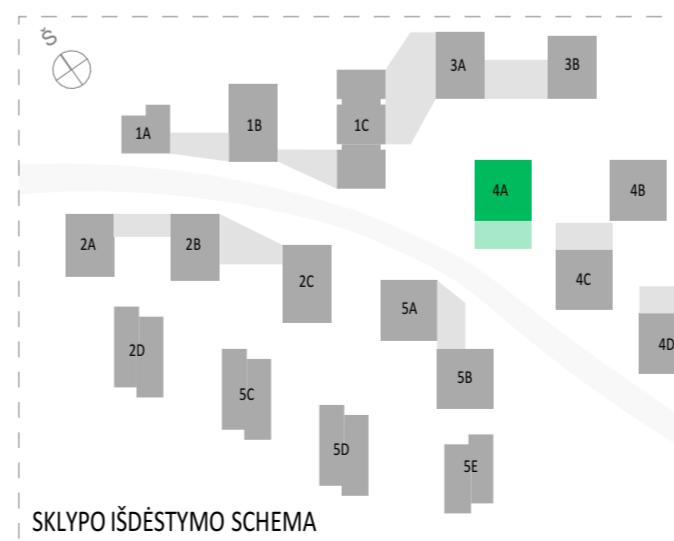 Š
3A
3B
1A
1B
1C
4A
4B
2A
2B
2C
4C
5A
4D
2D
5B
5C
5D
5E
SKLYPO IŠDĖSTYMO SCHEMA